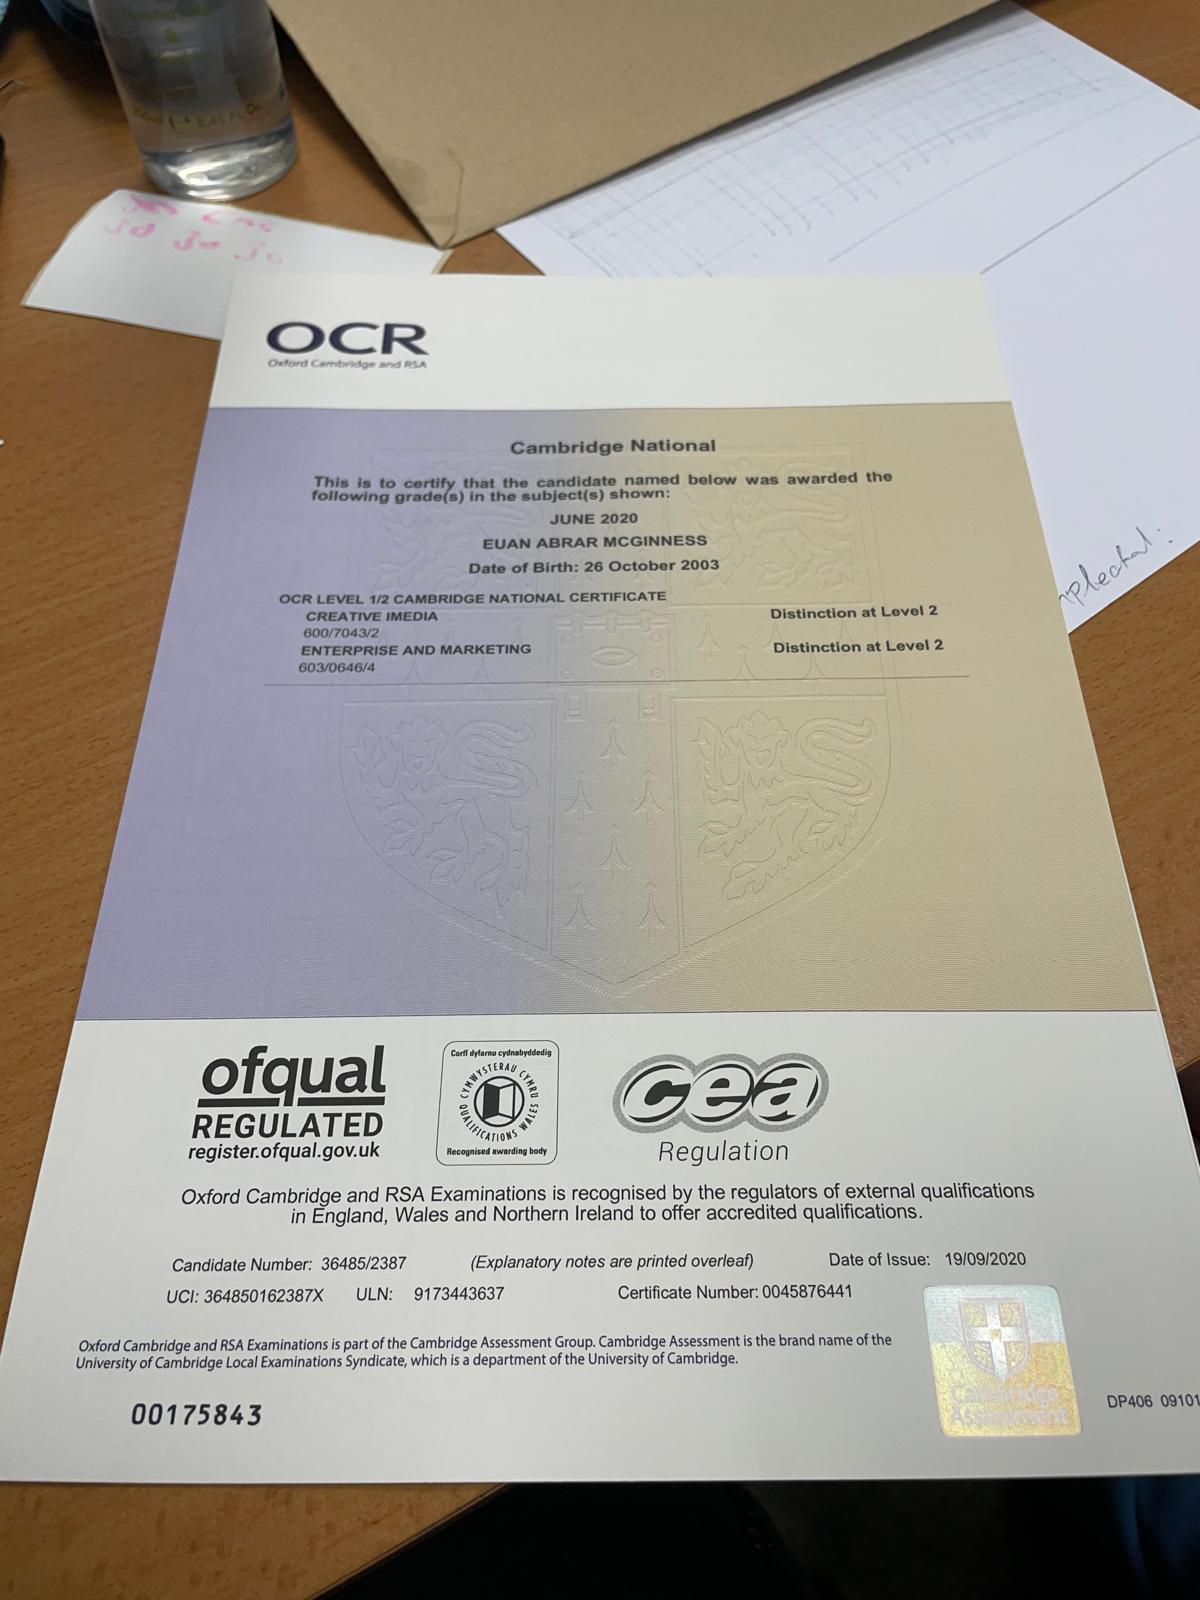 8.45 FL Oz
30 30 30
OCR
Oxford Cambridge and RSA
Cambridge National
This is to certify that the candidate named below was awarded the
following grade(s) in the subject(s) shown:
JUNE 2020
EUAN ABRAR MCGINNESS
Date of Birth: 26 October 2003
OCR LEVEL 1/2 CAMBRIDGE NATIONAL CERTIFICATE
CREATIVE IMEDIA Distinction at Level 2
600/7043/2
ENTERPRISE AND MARKETING Distinction at Level 2
603/0646/4
ofqual
REGULATED
register.ofqual.gov.uk
Corff dyfarnu cydnabyddedig
CYMWYSTERAU CYMRU
QUALIFICATIONS WALES
Recognised awarding body
cea
Regulation
Oxford Cambridge and RSA Examinations is recognised by the regulators of external qualifications
in England, Wales and Northern Ireland to offer accredited qualifications.
Candidate Number: 36485/2387 (Explanatory notes are printed overleaf) Date of Issue: 19/09/2020
UCI: 364850162387X ULN: 9173443637 Certificate Number: 0045876441
Oxford Cambridge and RSA Examinations is part of the Cambridge Assessment Group. Cambridge Assessment is the brand name of the
University of Cambridge Local Examinations Syndicate, which is a department of the University of Cambridge.
Cambridge
Assessment
00175843
DP406 09101